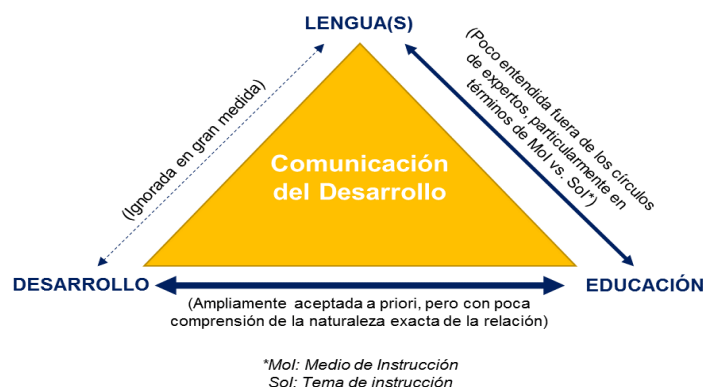 LENGUA(S)
(Ignorada en gran medida)
(Poco entendida fuera de los círculos
de expertos, particularmente en
términos de MoI vs. SoI*)
Comunicación
del Desarrollo
DESARROLLO
EDUCACIÓN
(Ampliamente aceptada a priori, pero con poca
comprensión de la naturaleza exacta de la relación)
*MoI: Medio de Instrucción
SoI: Tema de instrucción